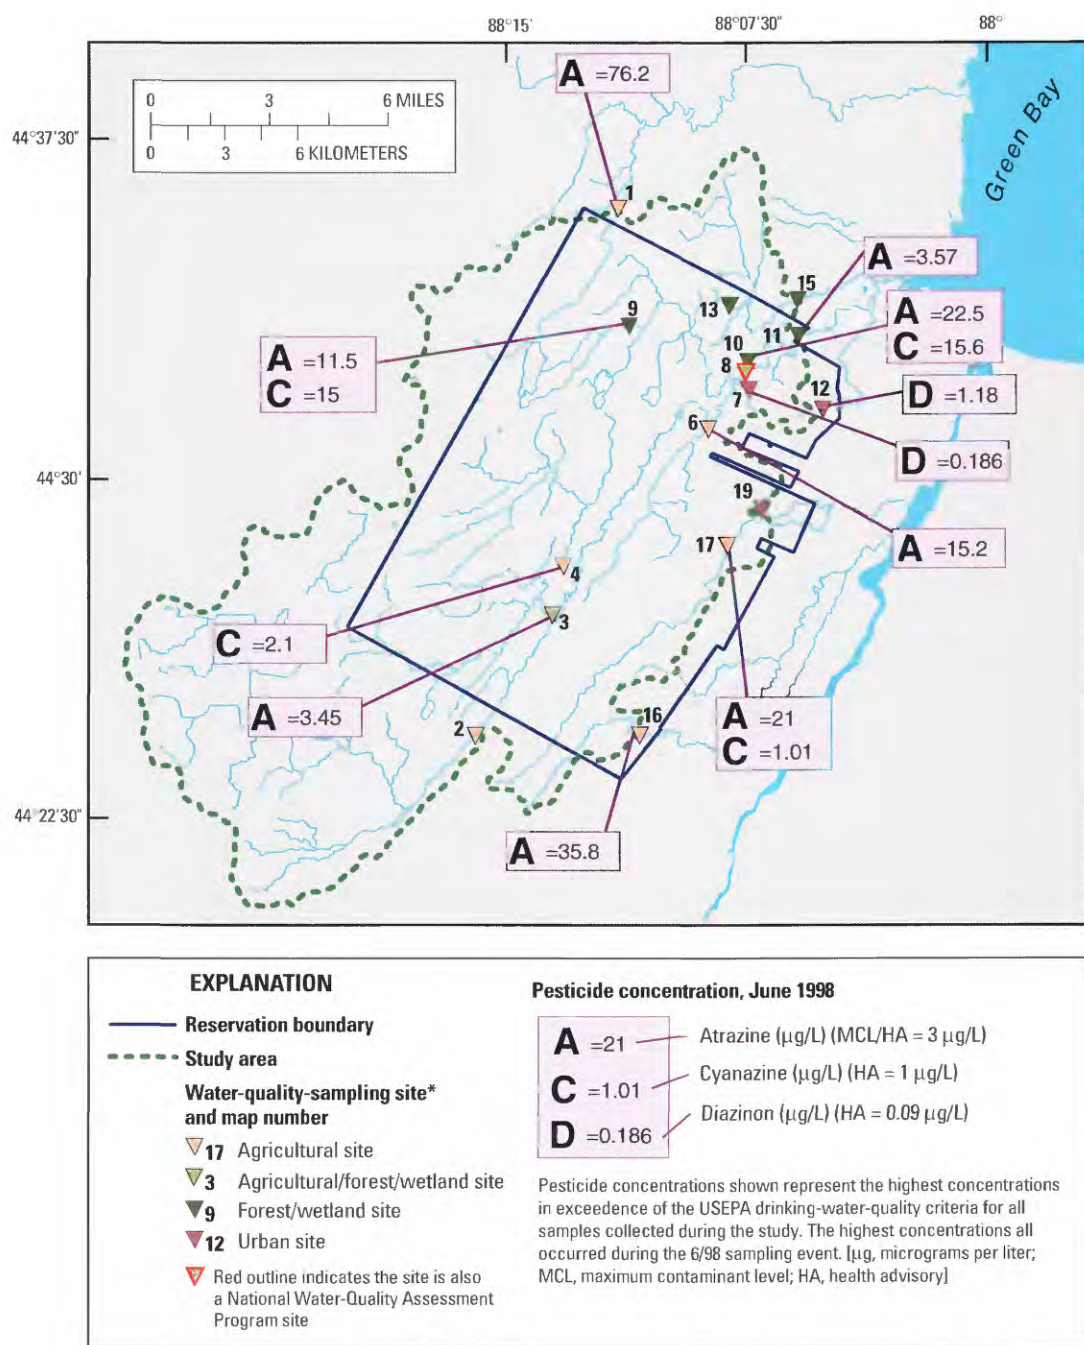 88°15' 88°07'30" 88°
A =76.2
0 3 6 MILES
0 3 6 KILOMETERS
44°37'30"
Green Bay
1
A =3.57
15
13
9
11
A =22.5
C =15.6
10
A =11.5
C =15
8
7
12
D =1.18
6
D =0.186
44°30'
19
17
A =15.2
4
3
C =2.1
A =3.45
2
16
A =21
C =1.01
44°22'30"
A =35.8
EXPLANATION
Reservation boundary
Study area
Water-quality-sampling site*
and map number
17 Agricultural site
3 Agricultural/forest/wetland site
9 Forest/wetland site
12 Urban site
Red outline indicates the site is also
a National Water-Quality Assessment
Program site
Pesticide concentration, June 1998
A =21 Atrazine (µg/L) (MCL/HA = 3 µg/L)
C =1.01 Cyanazine (µg/L) (HA = 1 µg/L)
D =0.186 Diazinon (µg/L) (HA = 0.09 µg/L)
Pesticide concentrations shown represent the highest concentrations
in exceedence of the USEPA drinking-water-quality criteria for all
samples collected during the study. The highest concentrations all
occurred during the 6/98 sampling event. [µg, micrograms per liter;
MCL, maximum contaminant level; HA, health advisory]